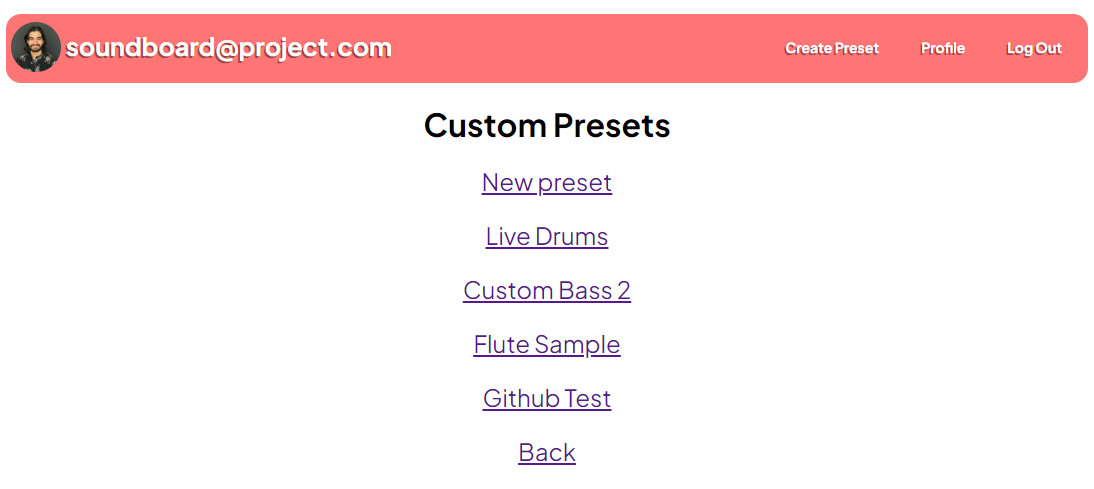 soundboard@project.com Create Preset Profile Log Out
Custom Presets
New preset
Live Drums
Custom Bass 2
Flute Sample
Github Test
Back